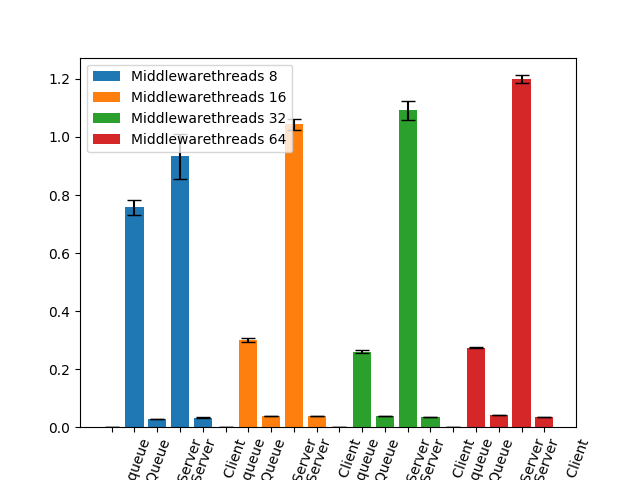 Middlewarethreads 8
Middlewarethreads 16
Middlewarethreads 32
Middlewarethreads 64
1.2
1.0
0.8
0.6
0.4
0.2
0.0
queue
Queue
Server
Server
Client
queue
Queue
Server
Server
Client
queue
Queue
Server
Server
Client
queue
Queue
Server
Server
Client